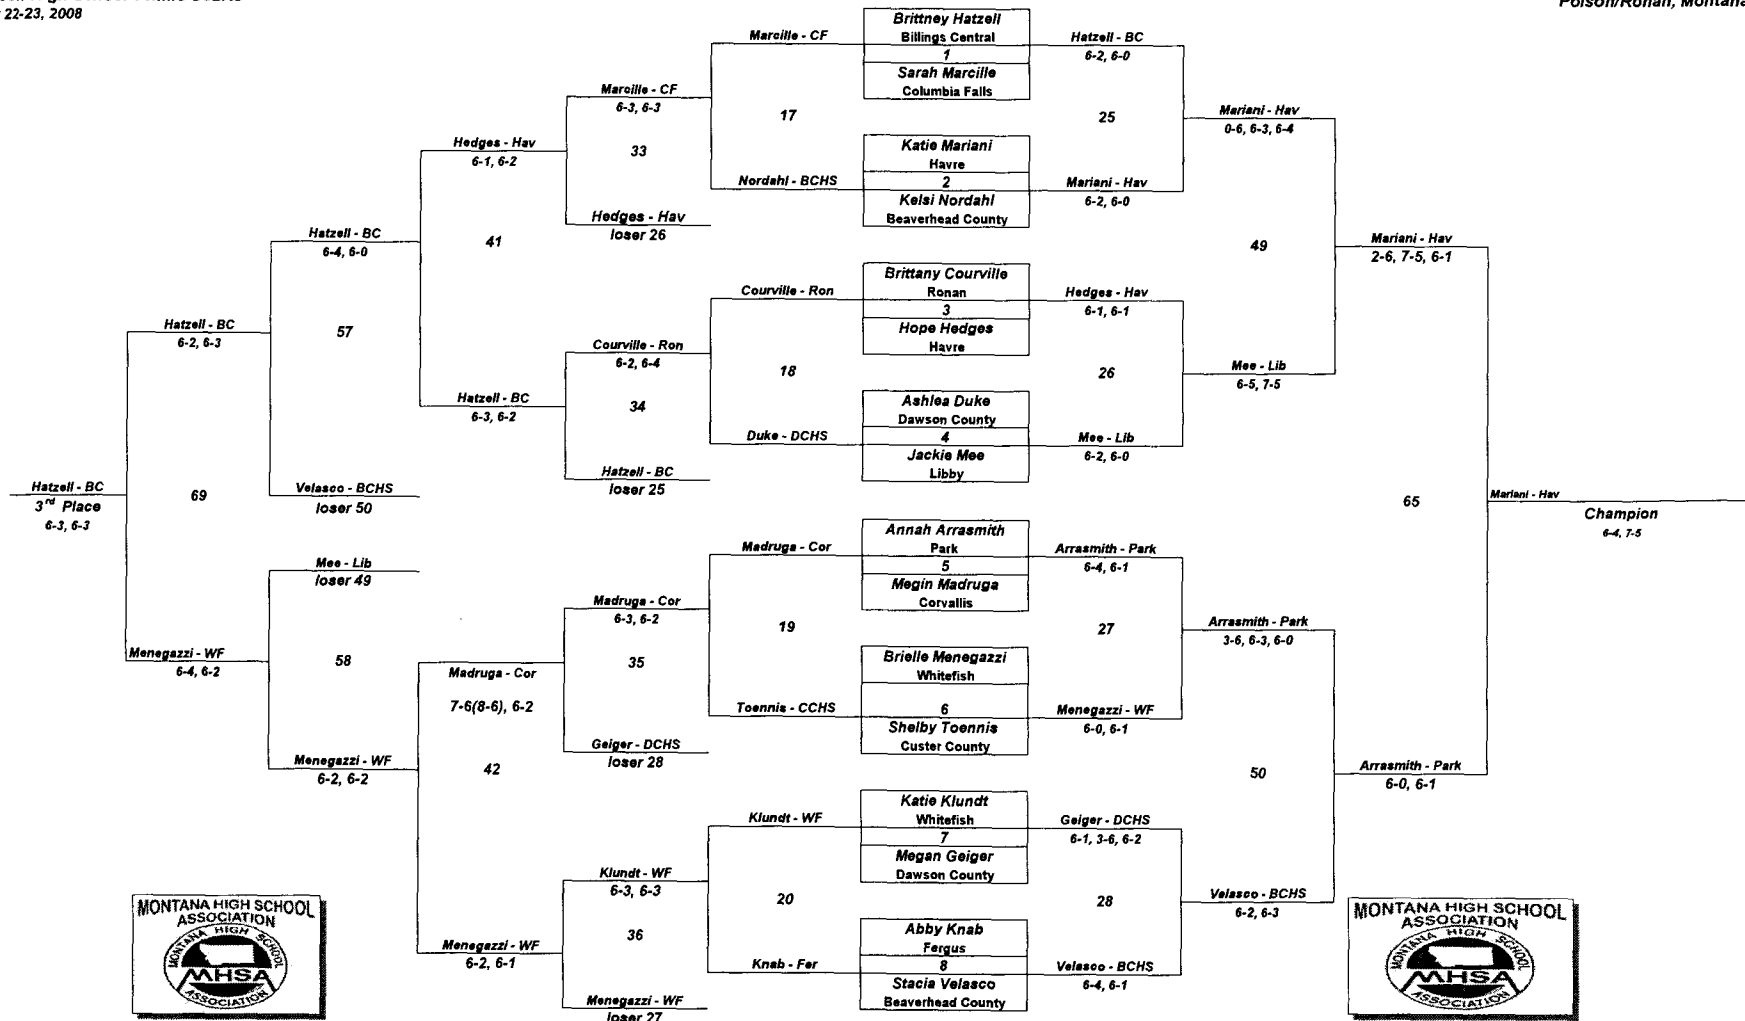 22-23, 2008
Polson/Ronan, Montana
Brittney Hatzell
Billings Central
1
Sarah Marcille
Columbia Falls
Katie Mariani
Havre
2
Kelsi Nordahl
Beaverhead County
Brittany Courville
Ronan
3
Hope Hedges
Havre
Ashlea Duke
Dawson County
4
Jackie Mee
Libby
Annah Arrasmith
Park
5
Megin Madruga
Corvallis
Brielle Menegazzi
Whitefish
6
Shelby Toennis
Custer County
Katie Klundt
Whitefish
7
Megan Geiger
Dawson County
Abby Knab
Fergus
8
Stacia Velasco
Beaverhead County
Hatzell - BC
6-2, 6-0
25
Mariani - Hav
6-2, 6-0
Hedges - Hav
6-1, 6-1
26
Mee - Lib
6-2, 6-0
Arrasmith - Park
6-4, 6-1
27
Menegazzi - WF
6-0, 6-1
Geiger - DCHS
6-1, 3-6, 6-2
28
Velasco - BCHS
6-4, 6-1
Mariani - Hav
0-6, 6-3, 6-4
49
Mee - Lib
6-5, 7-5
Arrasmith - Park
3-6, 6-3, 6-0
50
Velasco - BCHS
6-2, 6-3
Mariani - Hav
2-6, 7-5, 6-1
65
Arrasmith - Park
6-0, 6-1
Mariani - Hav
Champion
6-4, 7-5
Marcille - CF
17
Nordahl - BCHS
Courville - Ron
18
Duke - DCHS
Madruga - Cor
19
Toennis - CCHS
Klundt - WF
20
Knab - Fer
Marcille - CF
6-3, 6-3
33
Hedges - Hav
loser 26
Courville - Ron
6-2, 6-4
34
Hatzell - BC
loser 25
Madruga - Cor
6-3, 6-2
35
Geiger - DCHS
loser 28
Klundt - WF
6-3, 6-3
36
Menegazzi - WF
loser 27
Hedges - Hav
6-1, 6-2
41
Hatzell - BC
6-3, 6-2
Madruga - Cor
7-6(8-6), 6-2
42
Menegazzi - WF
6-2, 6-1
Hatzell - BC
6-4, 6-0
57
Velasco - BCHS
loser 50
Mee - Lib
loser 49
58
Menegazzi - WF
6-2, 6-2
Hatzell - BC
6-2, 6-3
69
Menegazzi - WF
6-4, 6-2
Hatzell - BC
3rd Place
6-3, 6-3
MONTANA HIGH SCHOOL
ASSOCIATION
MONTANA HIGH SCHOOL
MHSA
ASSOCIATION
MONTANA HIGH SCHOOL
ASSOCIATION
MONTANA HIGH SCHOOL
MHSA
ASSOCIATION